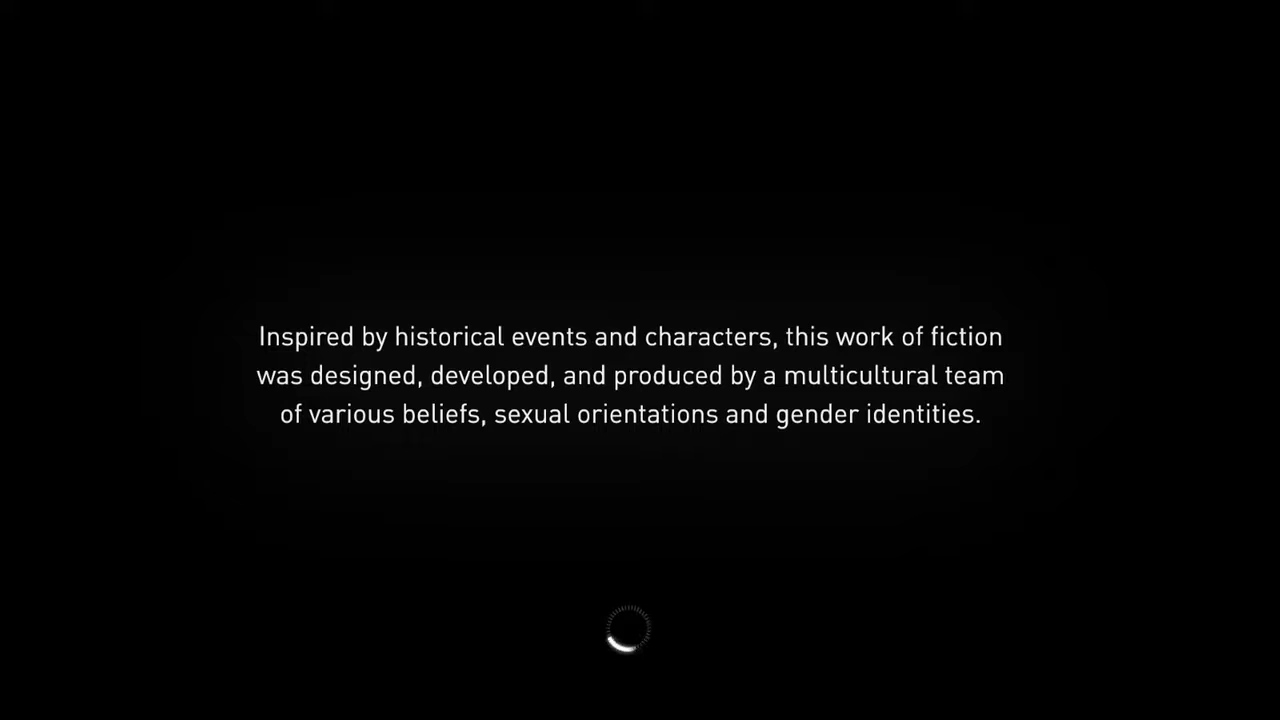 Inspired by historical events and characters, this work of fiction
was designed, developed, and produced by a multicultural team
of various beliefs, sexual orientations and gender identities.